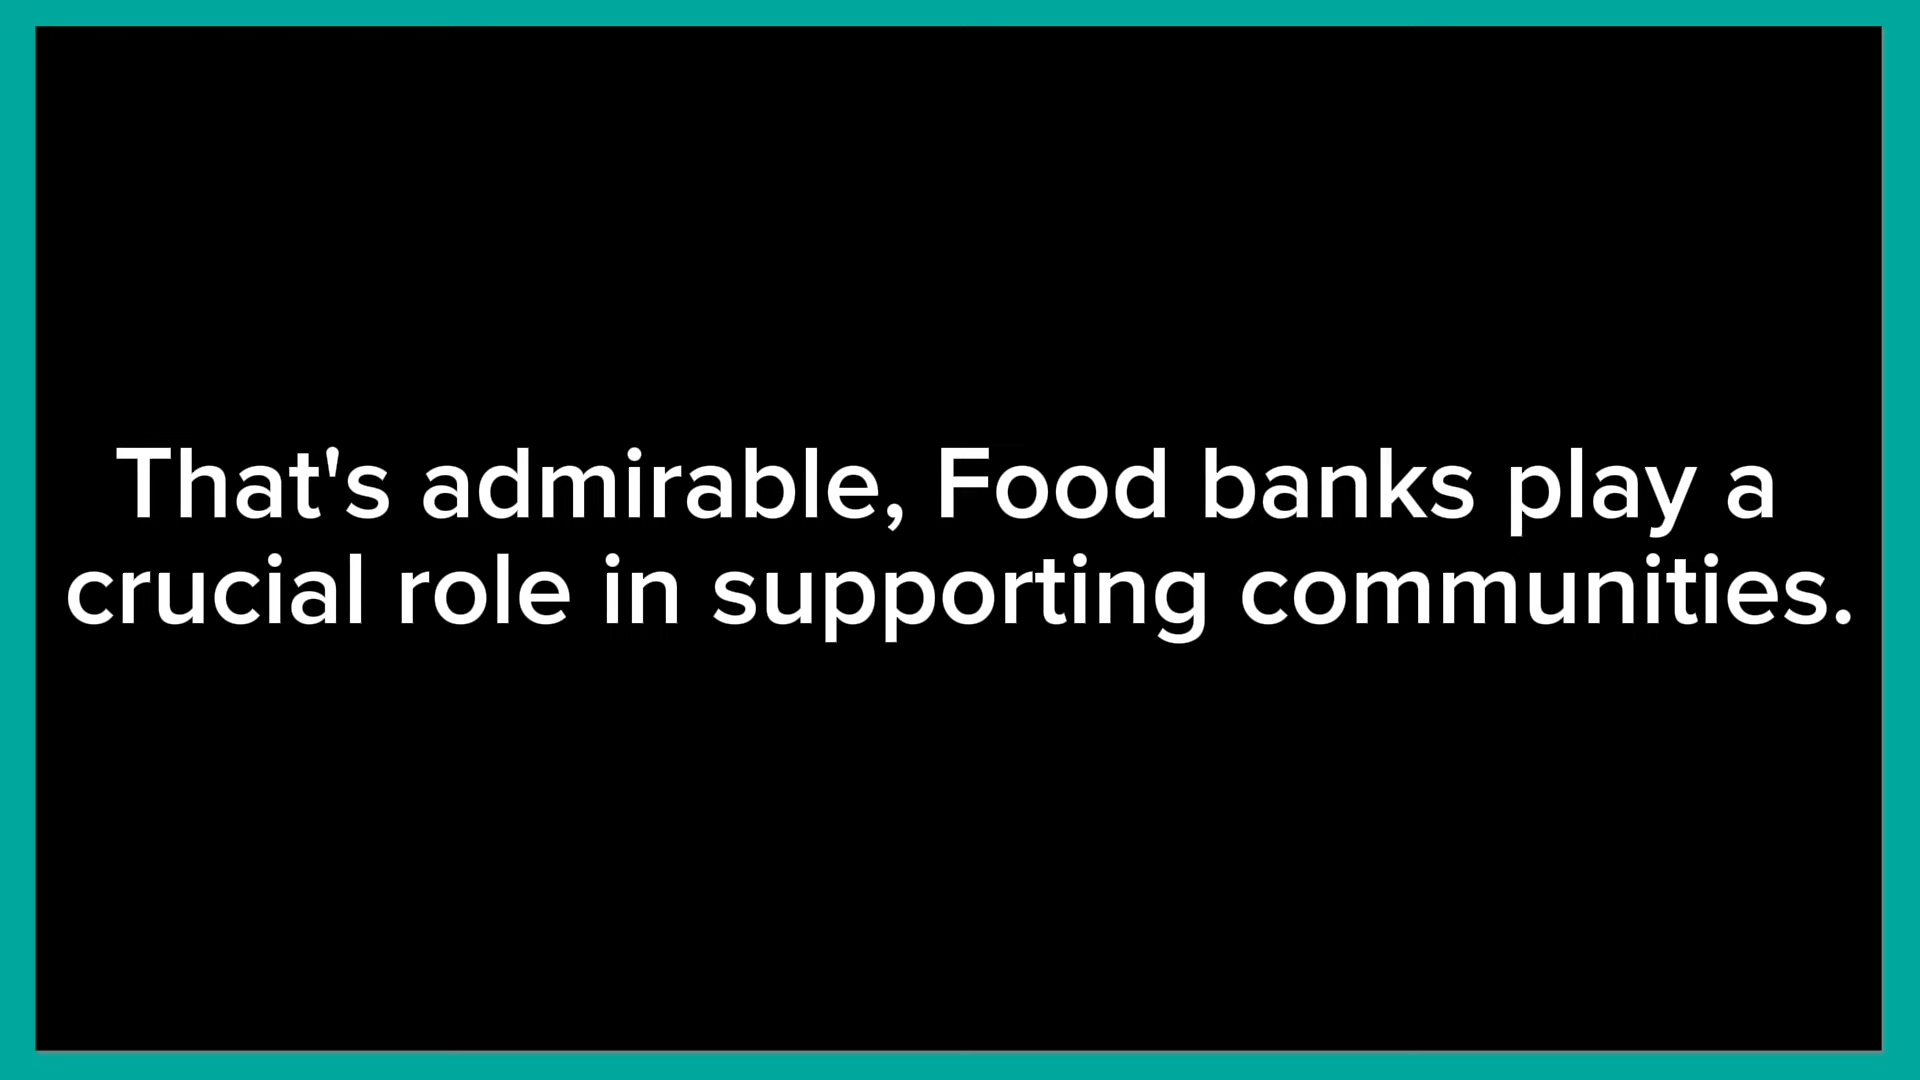 That's admirable, Food banks play a
crucial role in supporting communities.